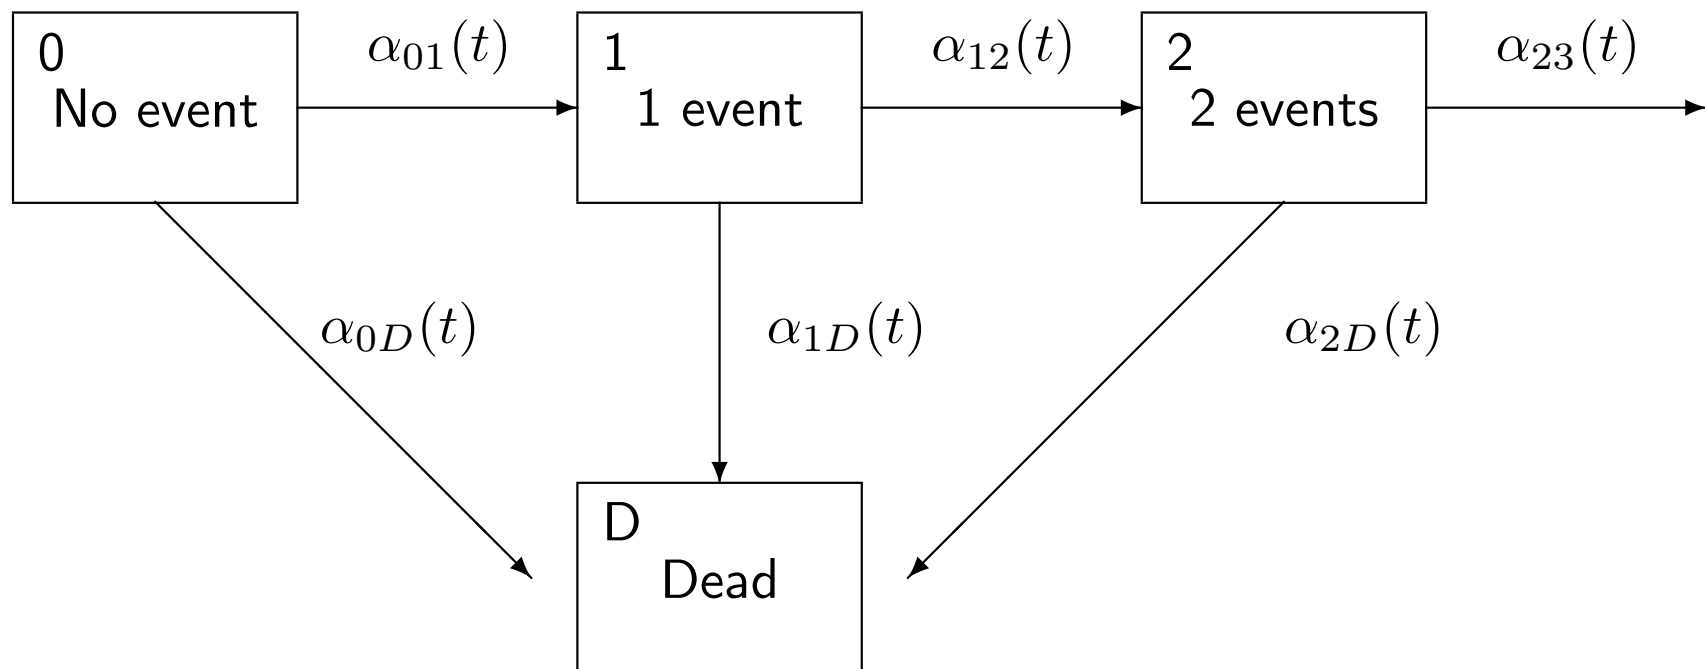 0
No event
α₀₁(t)
1
1 event
α₁₂(t)
2
2 events
α₂₃(t)
α₀D(t)
α₁D(t)
α₂D(t)
D
Dead